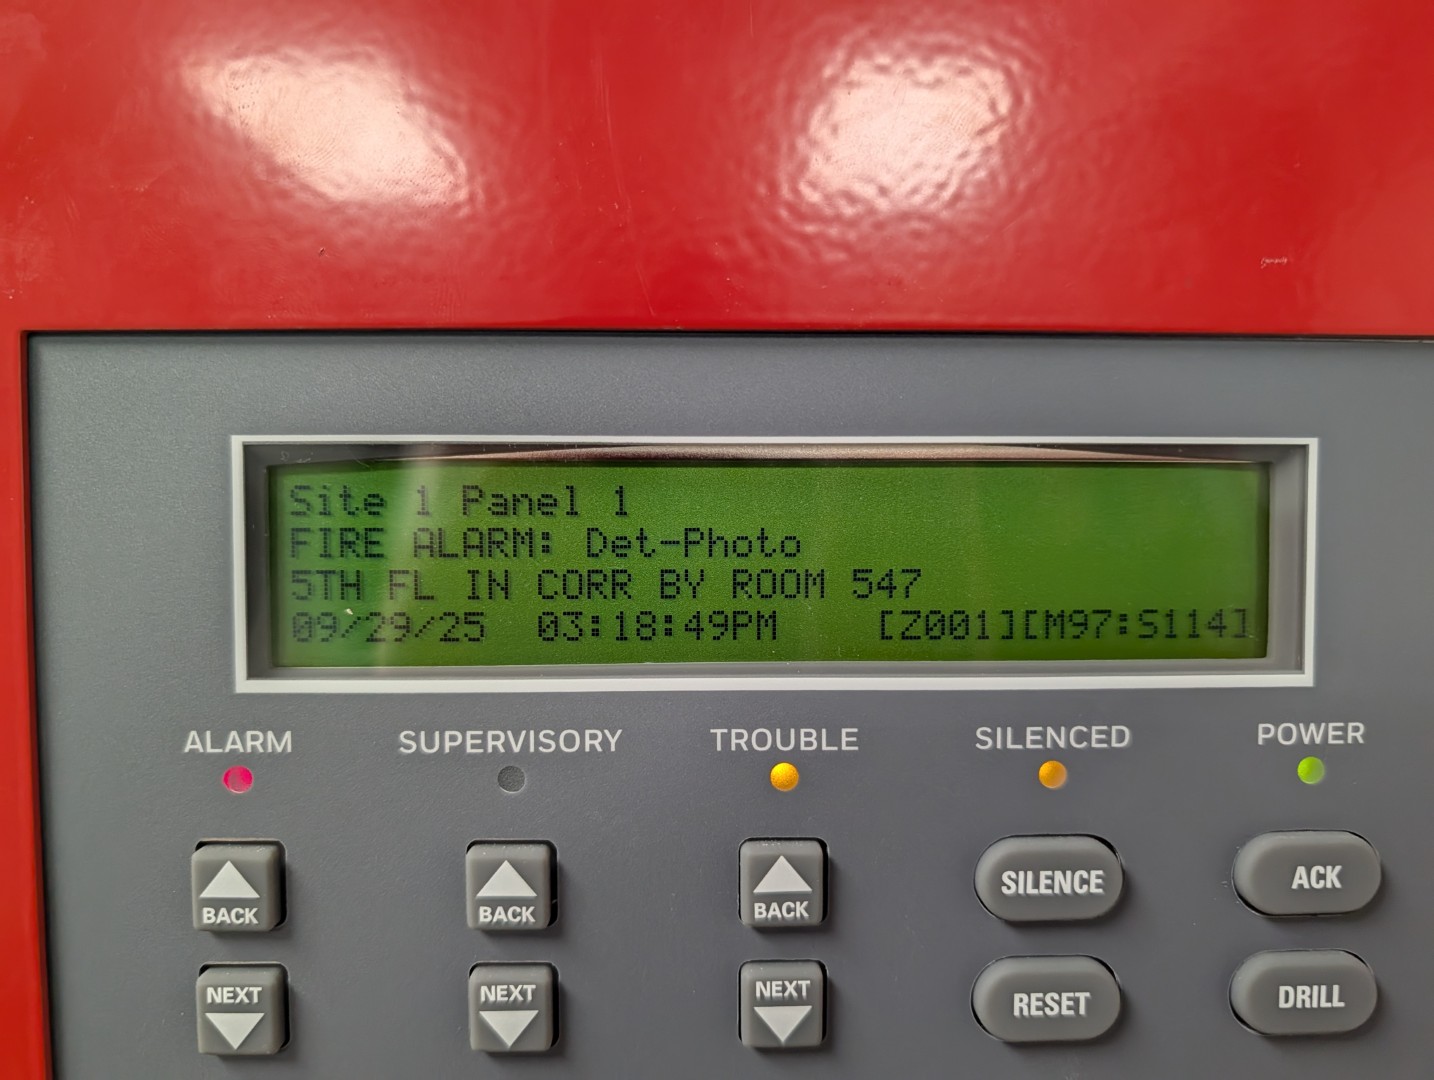 Site 1 Panel 1
FIRE ALARM: Det-Photo
5TH FL IN CORR BY ROOM 547
09/29/25 03:18:49PM [Z001][M97:S114]
ALARM SUPERVISORY TROUBLE SILENCED POWER
BACK BACK BACK SILENCE ACK
NEXT NEXT NEXT RESET DRILL